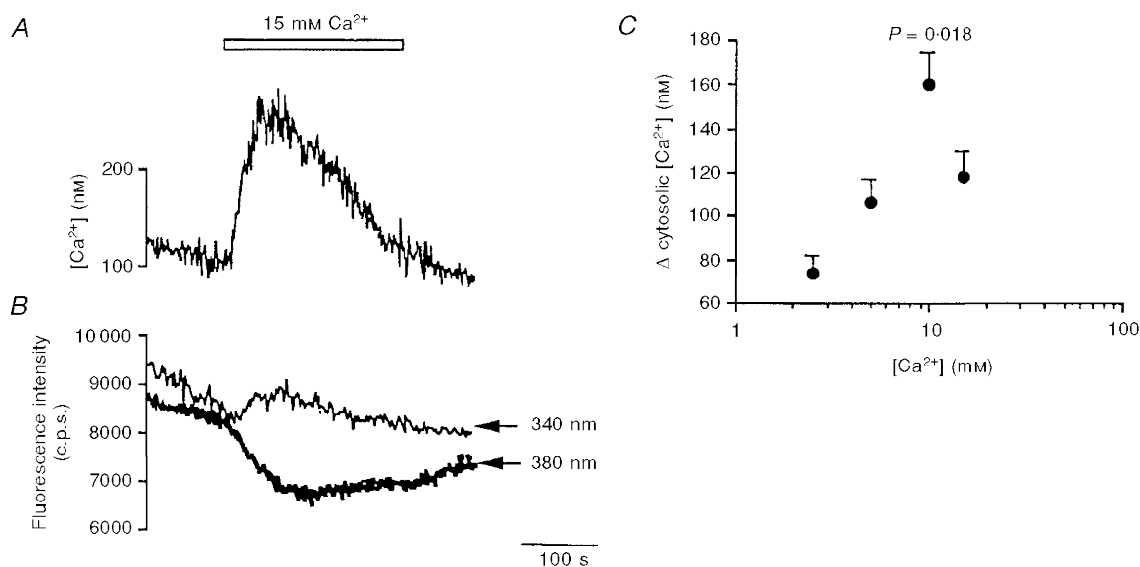 A
15 mM Ca²⁺
[Ca²⁺] (nM)
200
100
B
Fluorescence intensity
(c.p.s.)
10 000
9000
8000
7000
6000
340 nm
380 nm
100 s
C
P = 0·018
Δ cytosolic [Ca²⁺] (nM)
180
160
140
120
100
80
60
1
10
100
[Ca²⁺] (mM)